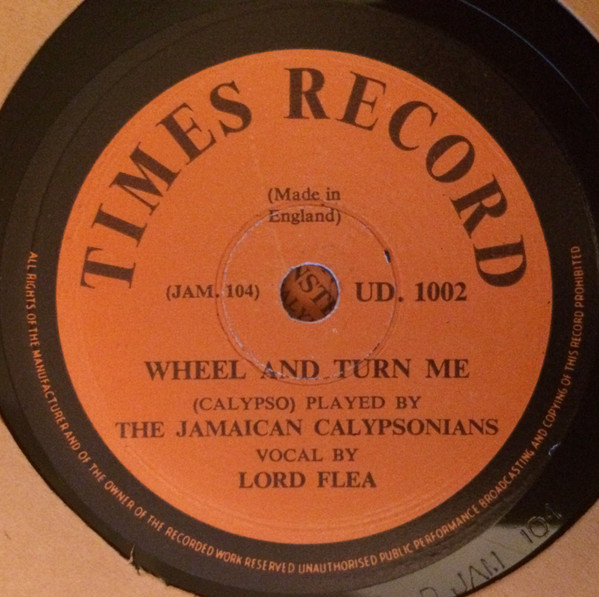 TIMES RECORD
(Made in
England)
(JAM. 104)
UD. 1002
WHEEL AND TURN ME
(CALYPSO) PLAYED BY
THE JAMAICAN CALYPSONIANS
VOCAL BY
LORD FLEA
ALL RIGHTS OF THE MANUFACTURER AND OF THE OWNER OF THE RECORDED WORK RESERVED UNAUTHORISED PUBLIC PERFORMANCE BROADCASTING AND COPYING OF THIS RECORD PROHIBITED
JAM 104